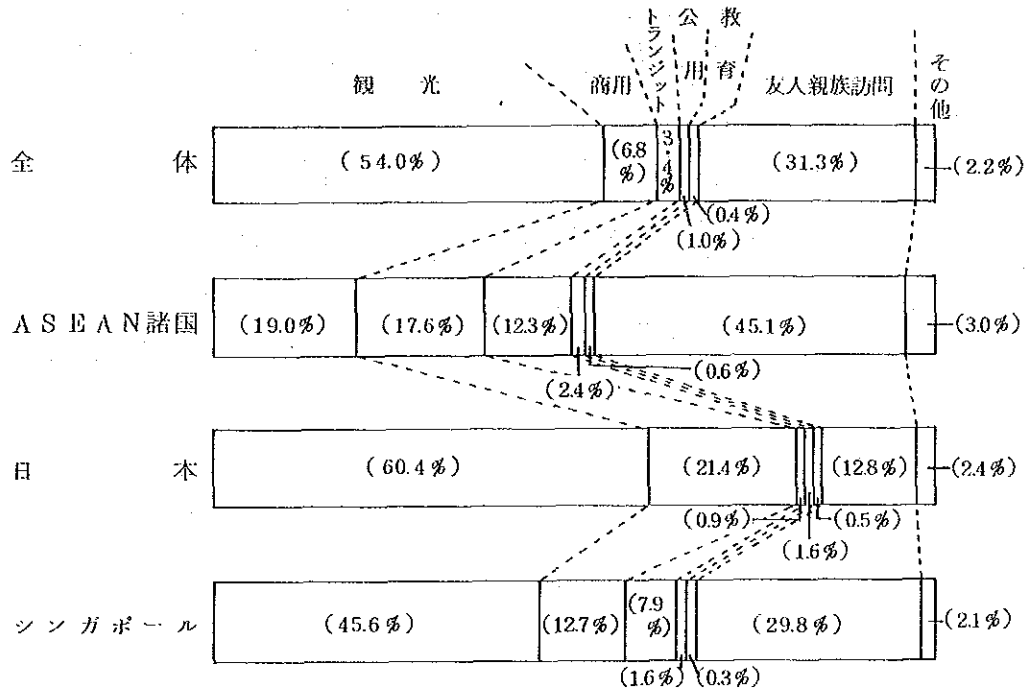 観光
商用
トランジット
公用
教育
友人親族訪問
その他
全体
(54.0%)
(6.8%)
3.4%
(1.0%)
(0.4%)
(31.3%)
(2.2%)
ASEAN諸国
(19.0%)
(17.6%)
(12.3%)
(2.4%)
(0.6%)
(45.1%)
(3.0%)
日本
(60.4%)
(21.4%)
(0.9%)
(1.6%)
(0.5%)
(12.8%)
(2.4%)
シンガポール
(45.6%)
(12.7%)
(7.9%)
(1.6%)
(0.3%)
(29.8%)
(2.1%)